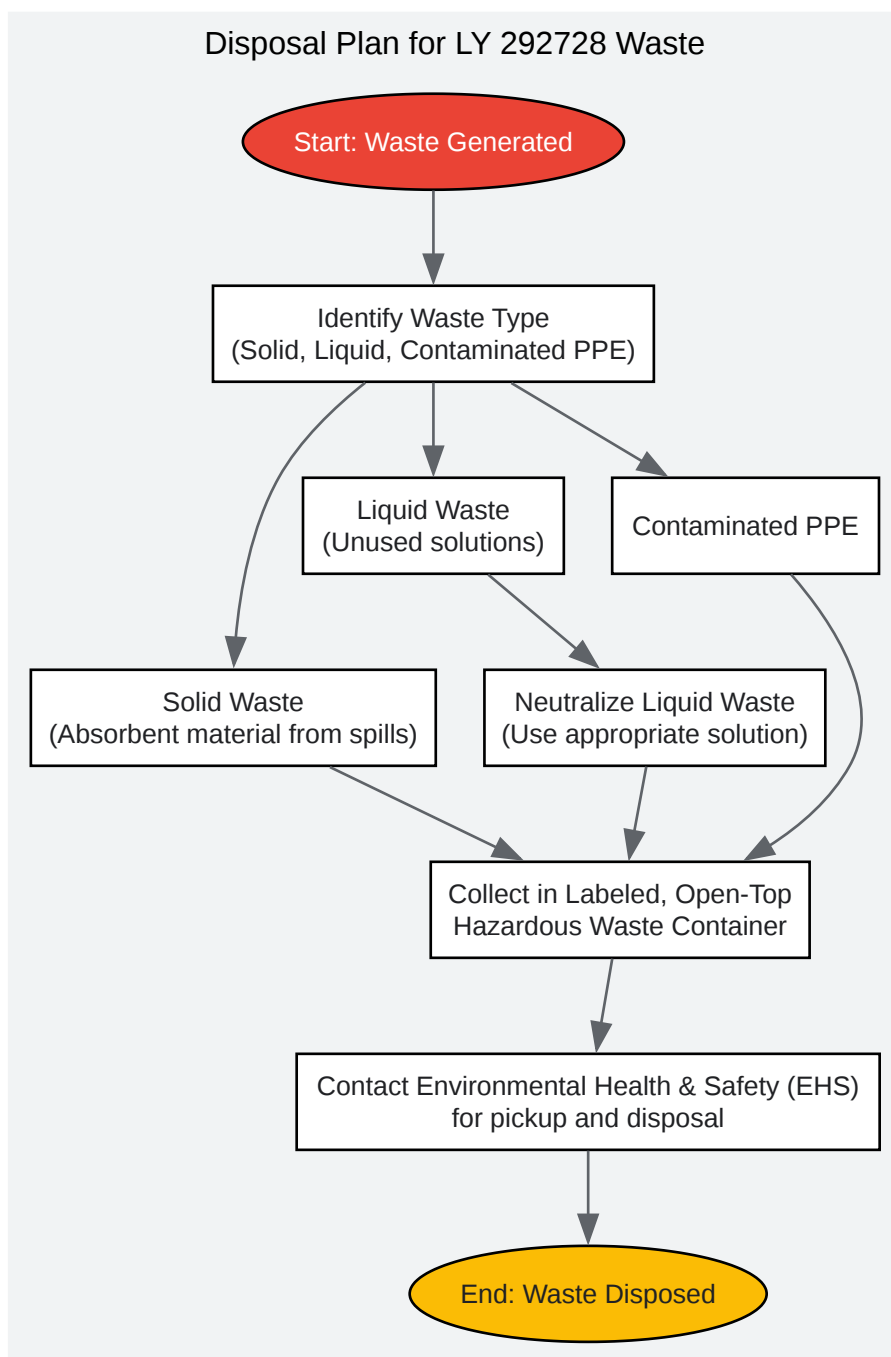 Disposal Plan for LY 292728 Waste
Start: Waste Generated
Identify Waste Type
(Solid, Liquid, Contaminated PPE)
Liquid Waste
(Unused solutions)
Contaminated PPE
Solid Waste
(Absorbent material from spills)
Neutralize Liquid Waste
(Use appropriate solution)
Collect in Labeled, Open-Top
Hazardous Waste Container
Contact Environmental Health & Safety (EHS)
for pickup and disposal
End: Waste Disposed